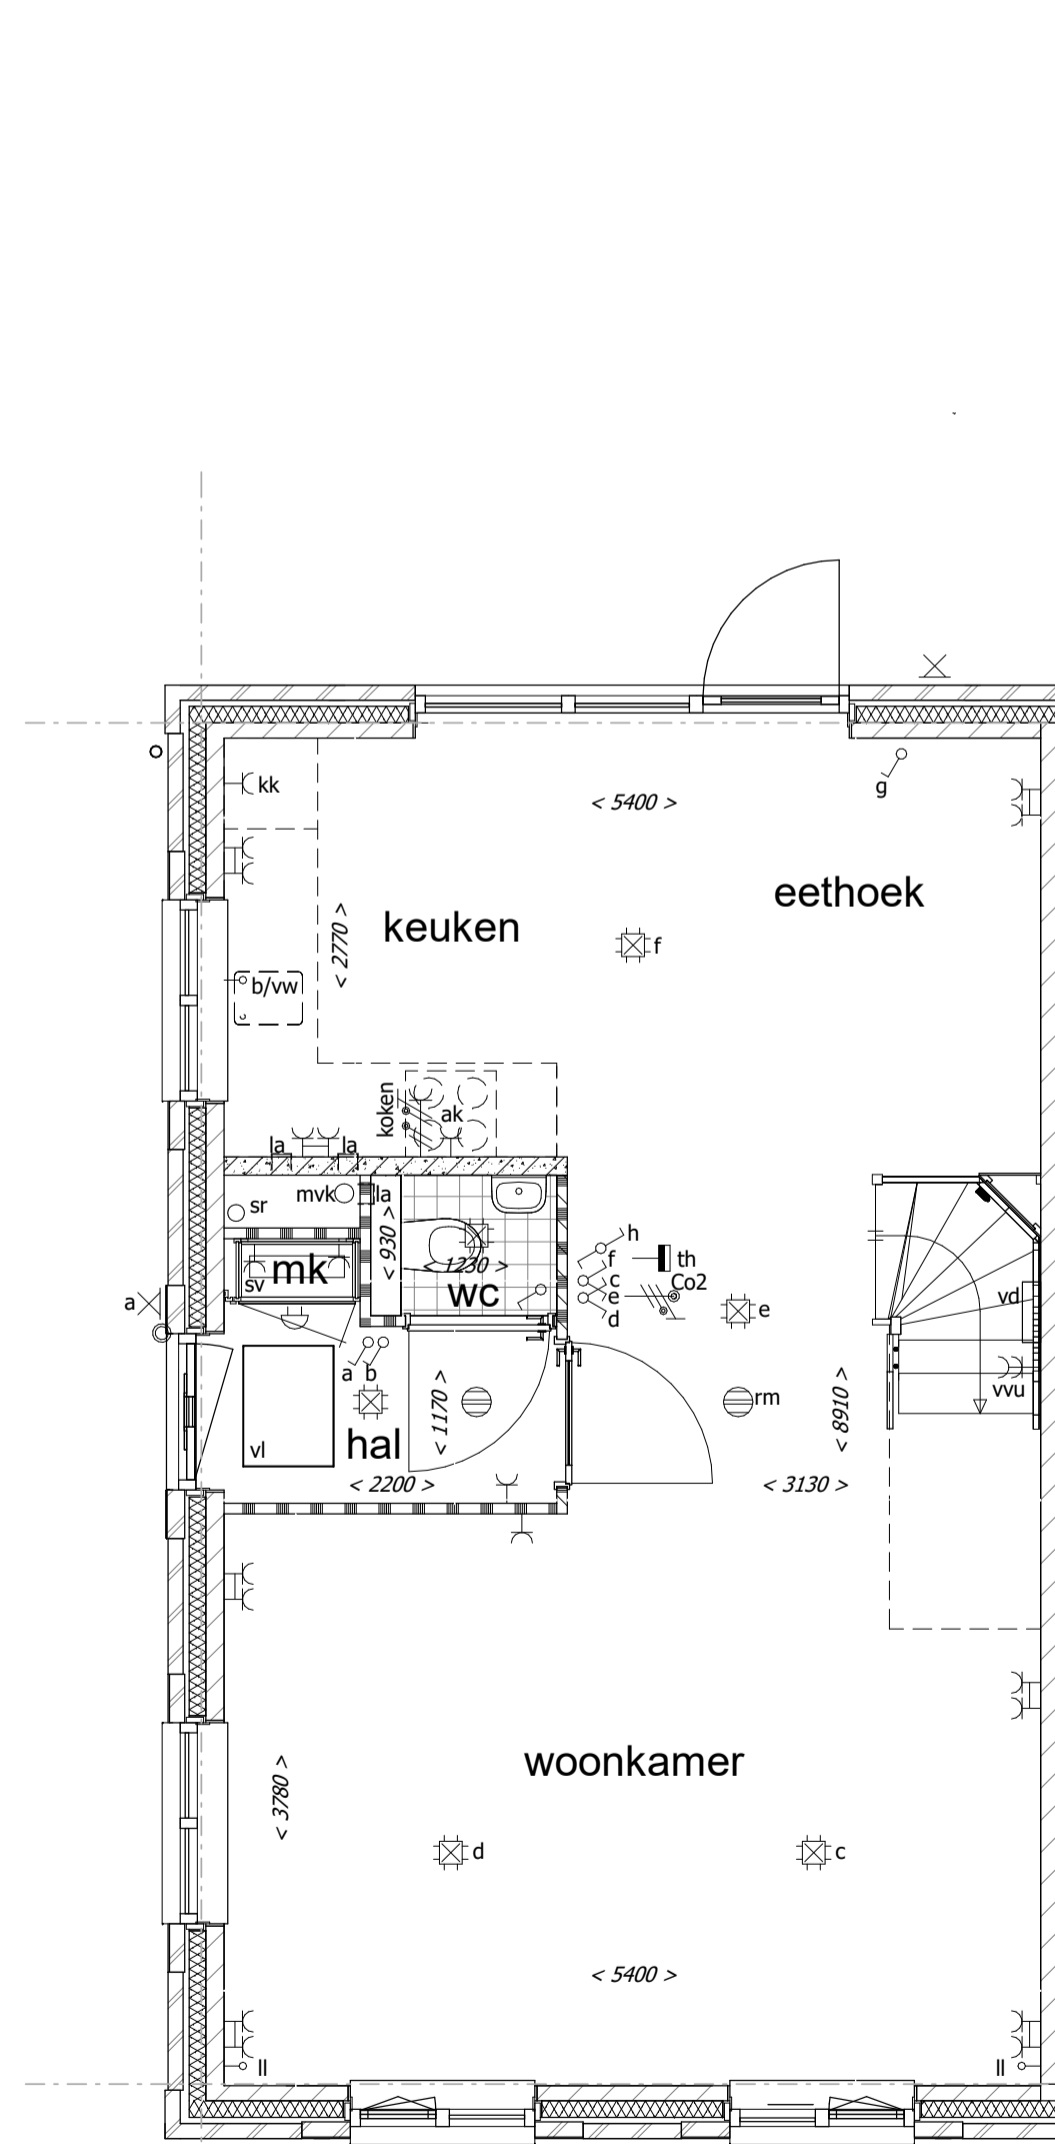 kk
g
< 5400 >
eethoek
keuken
< 2770 >
f
b/vw
koken
ak
la
la
mvk
la
sr
< 930 >
< 1230 >
h
f
th
c
Co2
e
d
e
mk
sv
wc
a
vd
a b
vvu
rm
< 1170 >
< 8910 >
vl
hal
< 2200 >
< 3130 >
woonkamer
< 3780 >
d
c
< 5400 >
ll
ll